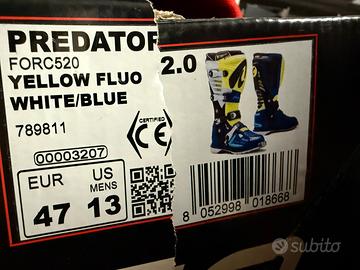 PREDATOR 2.0
FORC520
YELLOW FLUO
WHITE/BLUE
789811
CERTIFIED
CE
00003207
EUR
47
US
MENS
13
8 052998 018668
subito